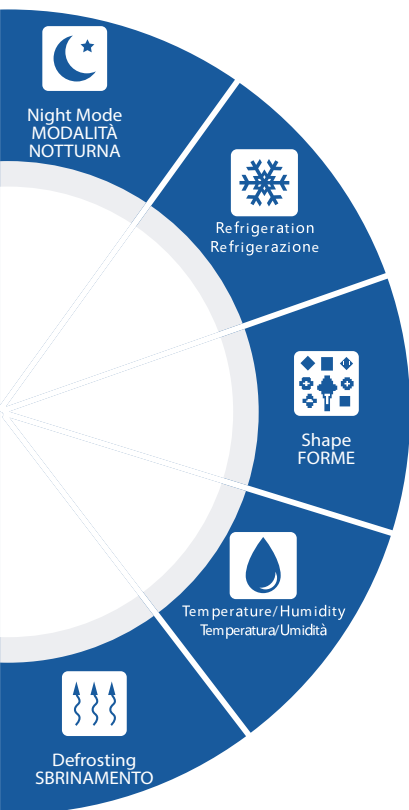 Night Mode
MODALITÀ
NOTTURNA
Refrigeration
Refrigerazione
Shape
FORME
Temperature/Humidity
Temperatura/Umidità
Defrosting
SBRINAMENTO